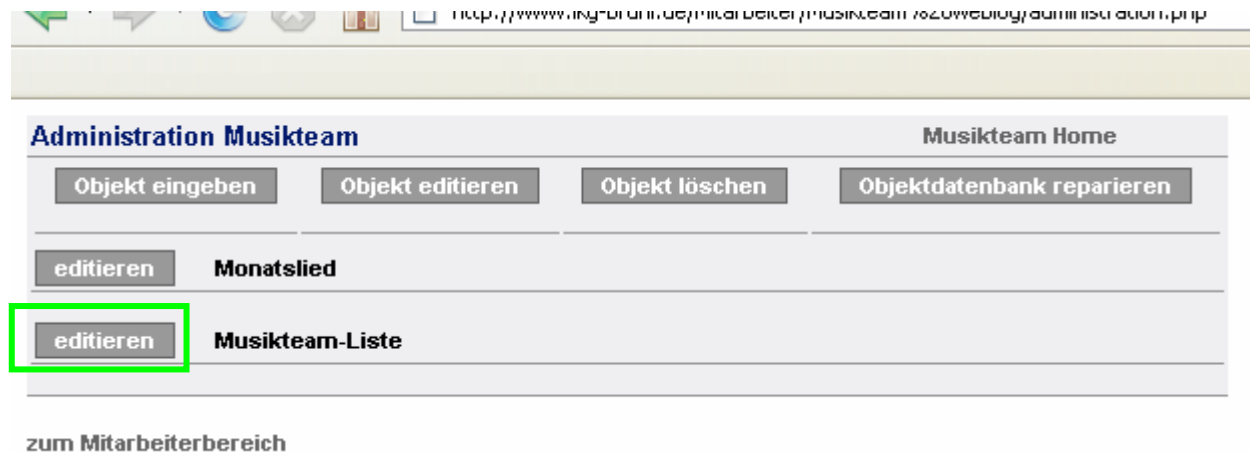 Administration Musikteam Musikteam Home
Objekt eingeben Objekt editieren Objekt löschen Objektdatenbank reparieren
editieren Monatslied
editieren Musikteam-Liste
zum Mitarbeiterbereich